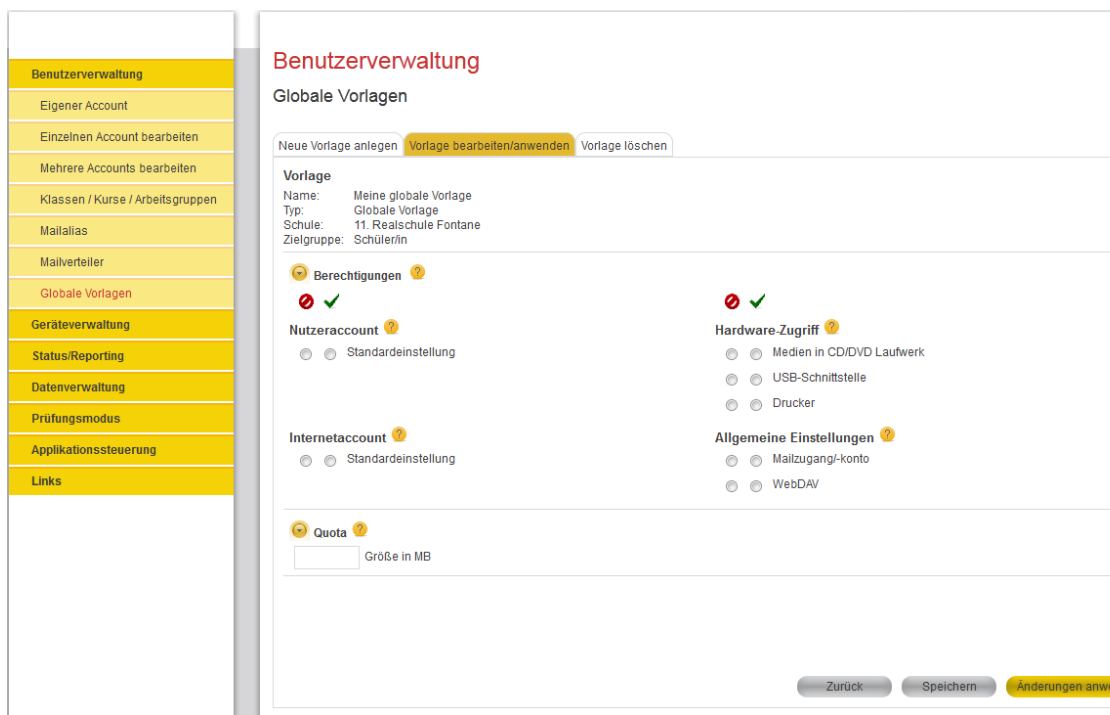 Benutzerverwaltung
Eigener Account
Einzelnen Account bearbeiten
Mehrere Accounts bearbeiten
Klassen / Kurse / Arbeitsgruppen
Mailalias
Mailverteiler
Globale Vorlagen
Geräteverwaltung
Status/Reporting
Datenverwaltung
Prüfungsmodus
Applikationssteuerung
Links
Benutzerverwaltung
Globale Vorlagen
Neue Vorlage anlegen Vorlage bearbeiten/anwenden Vorlage löschen
Vorlage
Name: Meine globale Vorlage
Typ: Globale Vorlage
Schule: 11. Realschule Fontane
Zielgruppe: Schüler/in
Berechtigungen ?
Nutzeraccount ?
Standardeinstellung
Hardware-Zugriff ?
Medien in CD/DVD Laufwerk
USB-Schnittstelle
Drucker
Internetaccount ?
Standardeinstellung
Allgemeine Einstellungen ?
Mailzugang/-konto
WebDAV
Quota ?
Größe in MB
Zurück Speichern Änderungen anwe